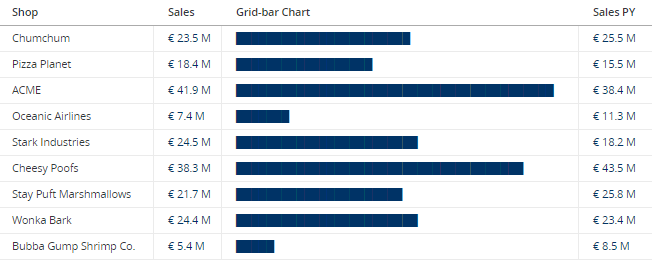 Shop Sales Grid-bar Chart Sales PY
Chumchum € 23.5 M € 25.5 M
Pizza Planet € 18.4 M € 15.5 M
ACME € 41.9 M € 38.4 M
Oceanic Airlines € 7.4 M € 11.3 M
Stark Industries € 24.5 M € 18.2 M
Cheesy Poofs € 38.3 M € 43.5 M
Stay Puft Marshmallows € 21.7 M € 25.8 M
Wonka Bark € 24.4 M € 23.4 M
Bubba Gump Shrimp Co. € 5.4 M € 8.5 M